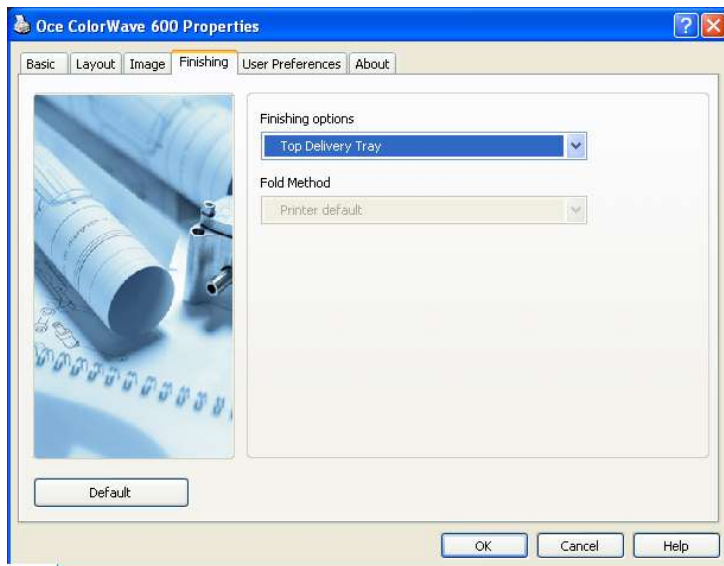 Oce ColorWave 600 Properties
Basic Layout Image Finishing User Preferences About
Finishing options
Top Delivery Tray
Fold Method
Printer default
Default
OK Cancel Help